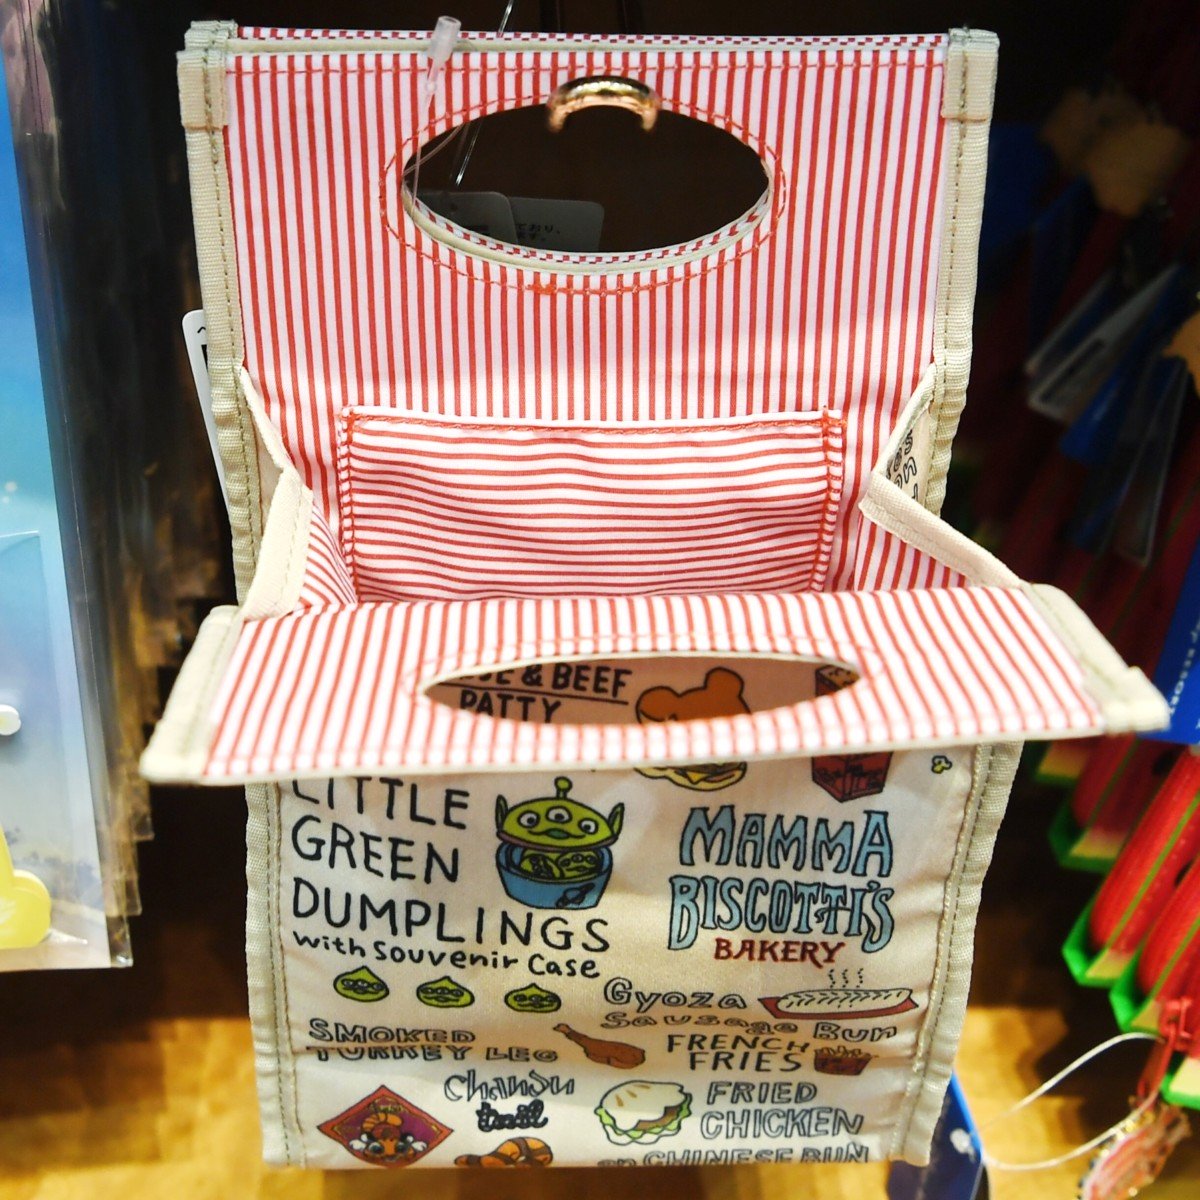 & BEEF
PATTY
LITTLE
GREEN
DUMPLINGS
with Souvenir Case
MAMMA
BISCOTTI'S
BAKERY
Gyoza
Sausage Bun
SMOKED
TURKEY LEG
FRENCH
FRIES
Chandu
tail
FRIED
CHICKEN
CHINESE BUN